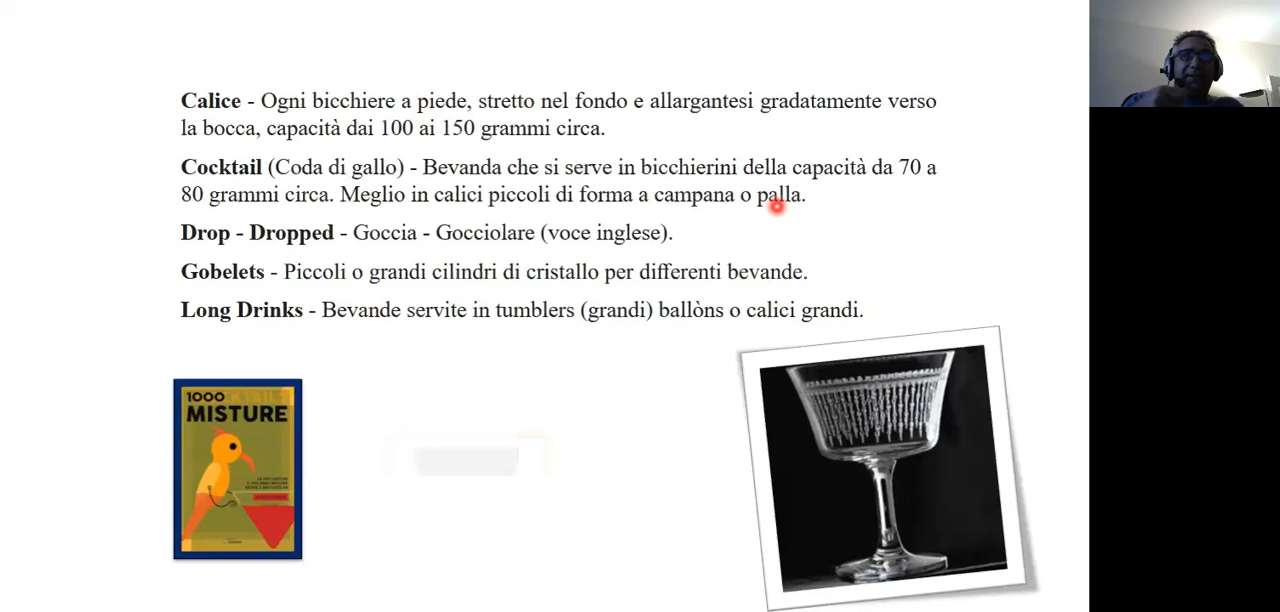 Calice - Ogni bicchiere a piede, stretto nel fondo e allargantesi gradatamente verso
la bocca, capacità dai 100 ai 150 grammi circa.
Cocktail (Coda di gallo) - Bevanda che si serve in bicchierini della capacità da 70 a
80 grammi circa. Meglio in calici piccoli di forma a campana o palla.
Drop - Dropped - Goccia - Gocciolare (voce inglese).
Gobelets - Piccoli o grandi cilindri di cristallo per differenti bevande.
Long Drinks - Bevande servite in tumblers (grandi) ballòns o calici grandi.
1000
MISTURE